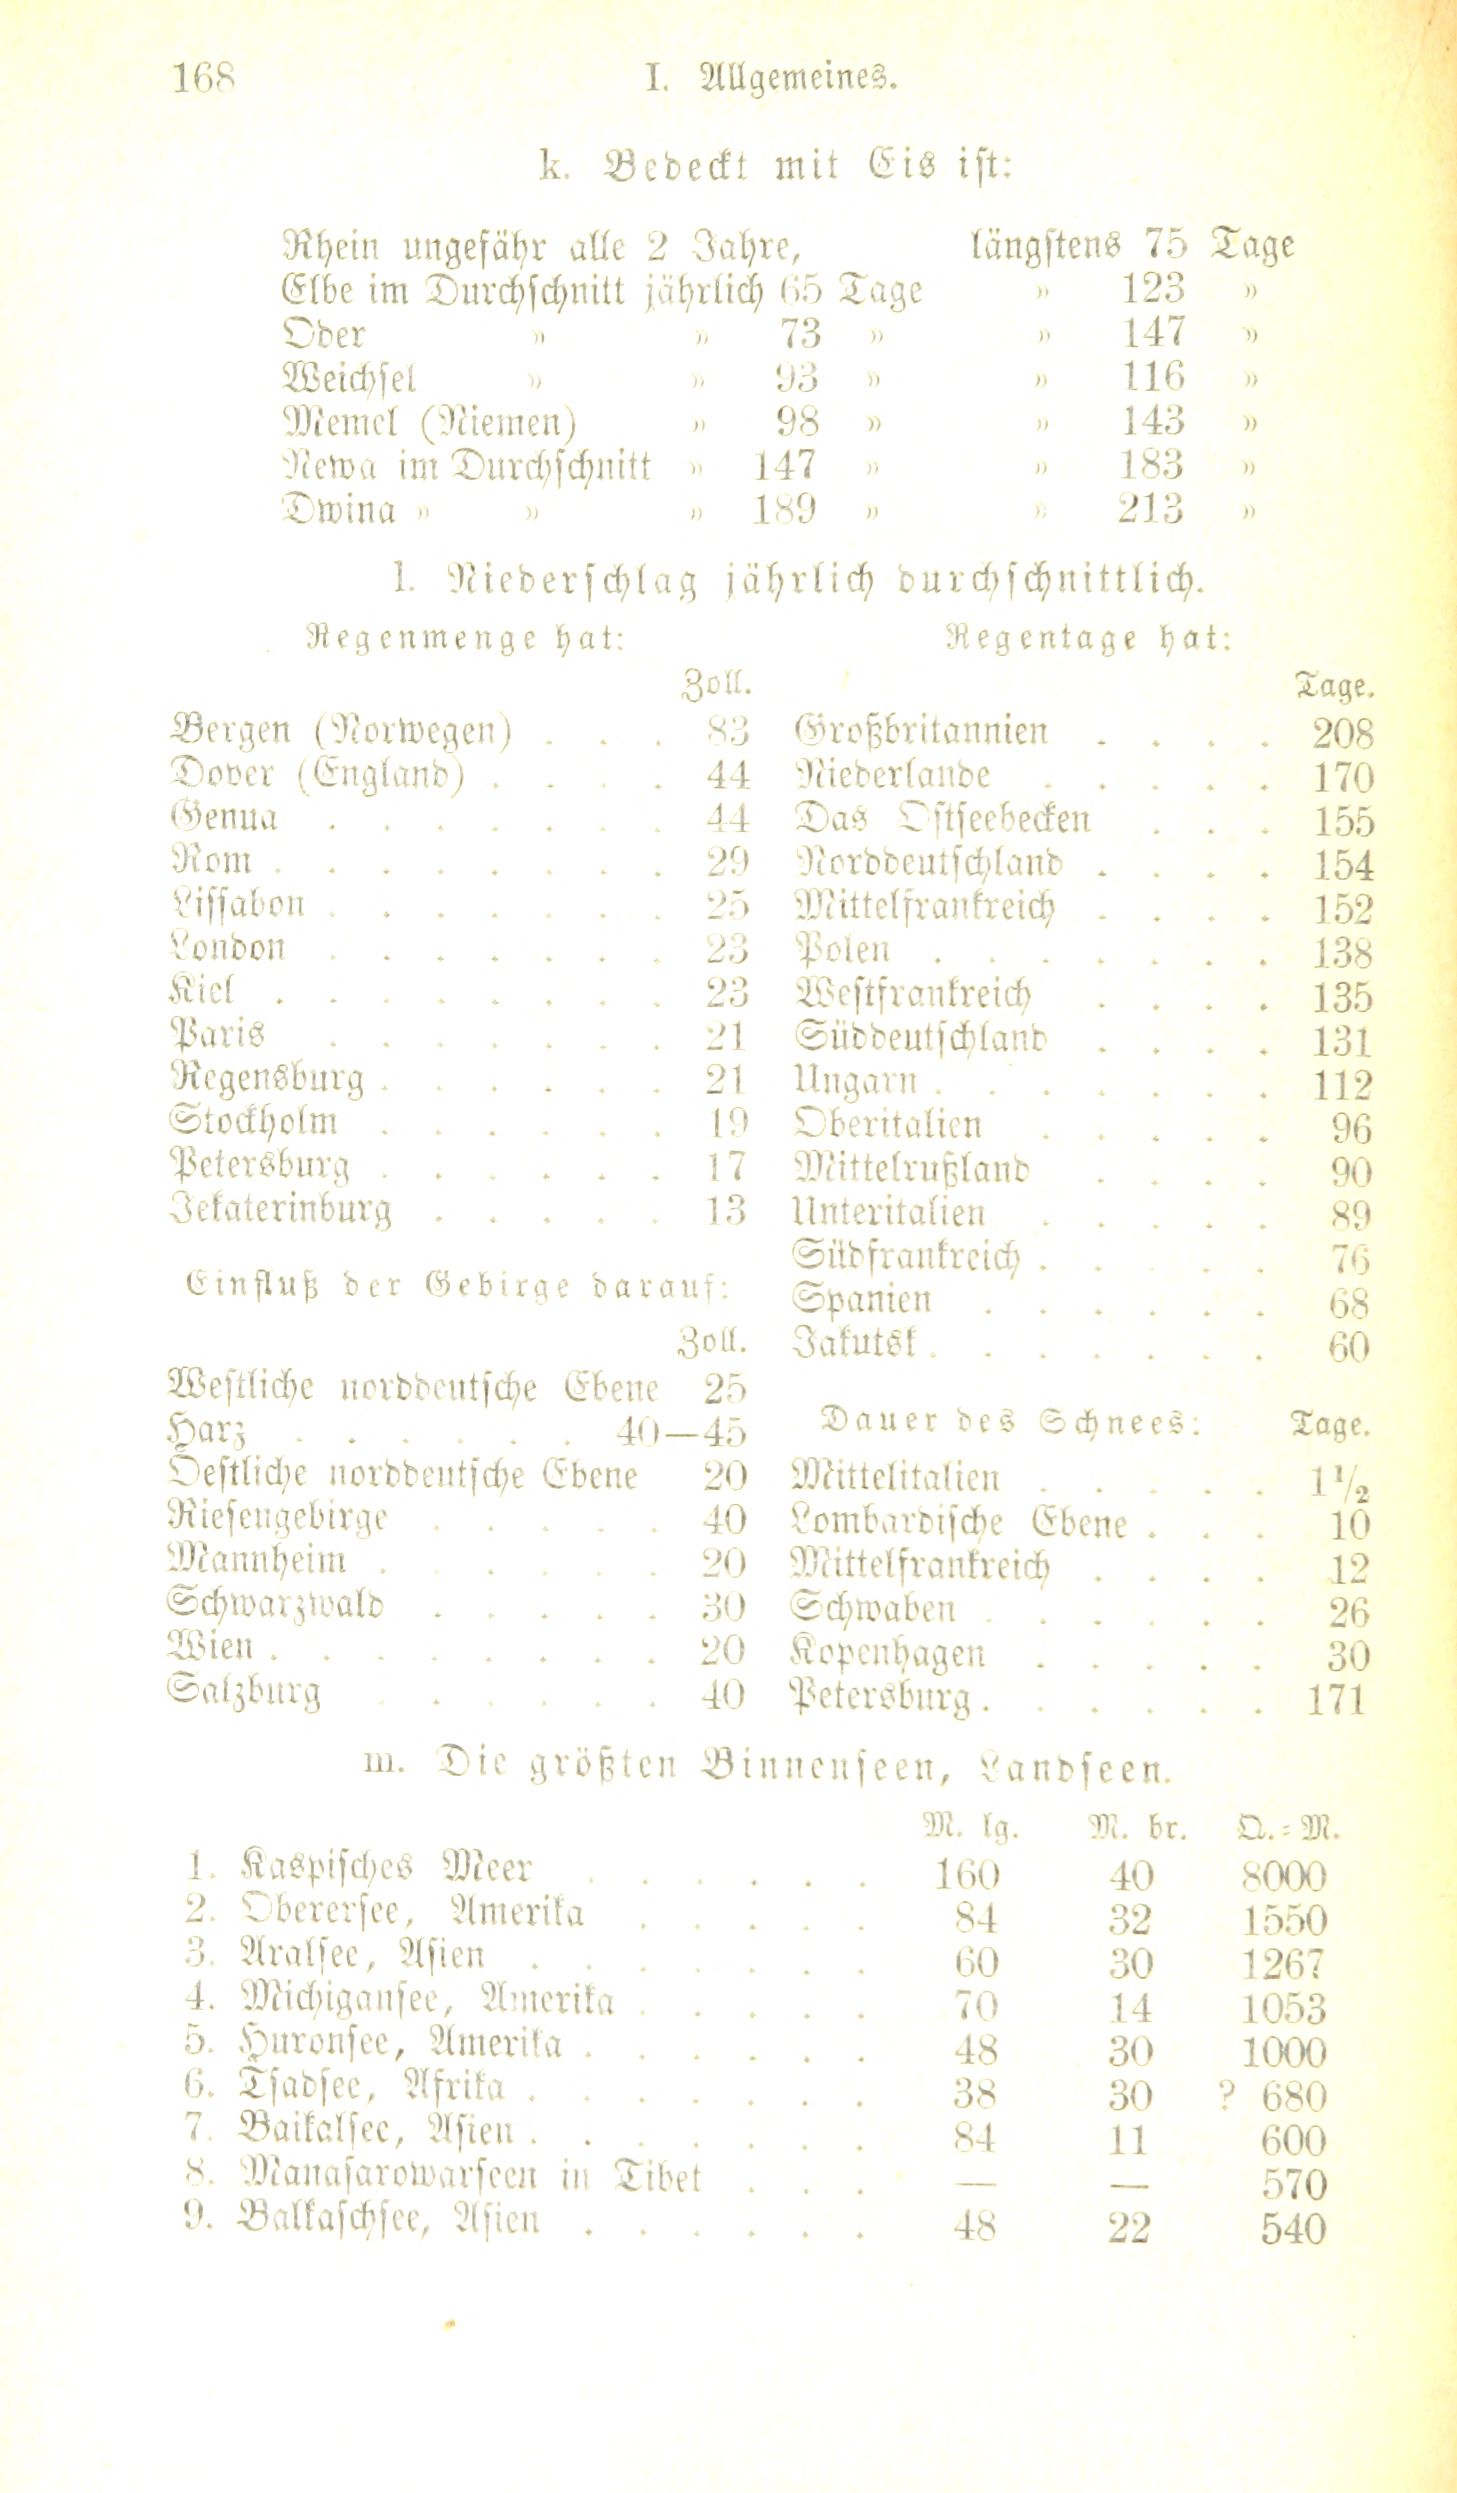 168 I. Allgemeines.
k. Bedeckt mit Eis ist:
Rhein ungefähr alle 2 Jahre, längstens 75 Tage
Elbe im Durchschnitt jährlich 65 Tage » 123 »
Oder » » 73 » » 147 »
Weichsel » » 93 » » 116 »
Memel (Niemen) » 98 » » 143 »
Newa im Durchschnitt » 147 » » 183 »
Dwina » » » 189 » » 213 »
l. Niederschlag jährlich durchschnittlich.
Regenmenge hat:
Zoll.
Bergen (Norwegen) . . . 83
Dover (England) . . . . 44
Genua . . . . . . . 44
Rom . . . . . . . . 29
Lissabon . . . . . . . 25
London . . . . . . . 23
Kiel . . . . . . . . 23
Paris . . . . . . . 21
Regensburg . . . . . . 21
Stockholm . . . . . . 19
Petersburg . . . . . . 17
Jekaterinburg . . . . . 13
Einfluß der Gebirge darauf:
Zoll.
Westliche norddeutsche Ebene 25
Harz . . . . . . 40—45
Oestliche norddeutsche Ebene 20
Riesengebirge . . . . . 40
Mannheim . . . . . . 20
Schwarzwald . . . . . 30
Wien . . . . . . . . 20
Salzburg . . . . . . 40
Regentage hat:
Tage.
Großbritannien . . . . 208
Niederlande . . . . . 170
Das Ostseebecken . . . 155
Norddeutschland . . . . 154
Mittelfrankreich . . . . 152
Polen . . . . . . . 138
Westfrankreich . . . . 135
Süddeutschland . . . . 131
Ungarn . . . . . . . 112
Oberitalien . . . . . 96
Mittelrußland . . . . 90
Unteritalien . . . . . 89
Südfrankreich . . . . . 76
Spanien . . . . . . 68
Jakutsk . . . . . . . 60
Dauer des Schnees: Tage.
Mittelitalien . . . . . 1½
Lombardische Ebene . . . 10
Mittelfrankreich . . . . 12
Schwaben . . . . . . 26
Kopenhagen . . . . . 30
Petersburg . . . . . . 171
m. Die größten Binnenseen, Landseen.
M. lg. M. br. Q.=M.
1. Kaspisches Meer . . . . . . 160 40 8000
2. Oberersee, Amerika . . . . . 84 32 1550
3. Aralsee, Asien . . . . . . . 60 30 1267
4. Michigansee, Amerika . . . . . 70 14 1053
5. Huronsee, Amerika . . . . . . 48 30 1000
6. Tsadsee, Afrika . . . . . . . 38 30 ? 680
7. Baikalsee, Asien . . . . . . . 84 11 600
8. Manasarowarseen in Tibet . . . — — 570
9. Balkaschsee, Asien . . . . . . 48 22 540